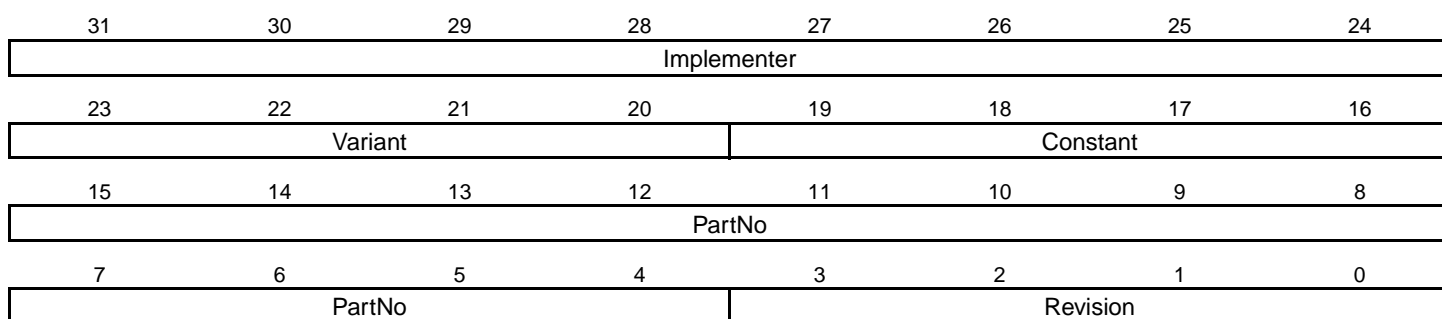 31 30 29 28 27 26 25 24
Implementer
23 22 21 20 19 18 17 16
Variant Constant
15 14 13 12 11 10 9 8
PartNo
7 6 5 4 3 2 1 0
PartNo Revision